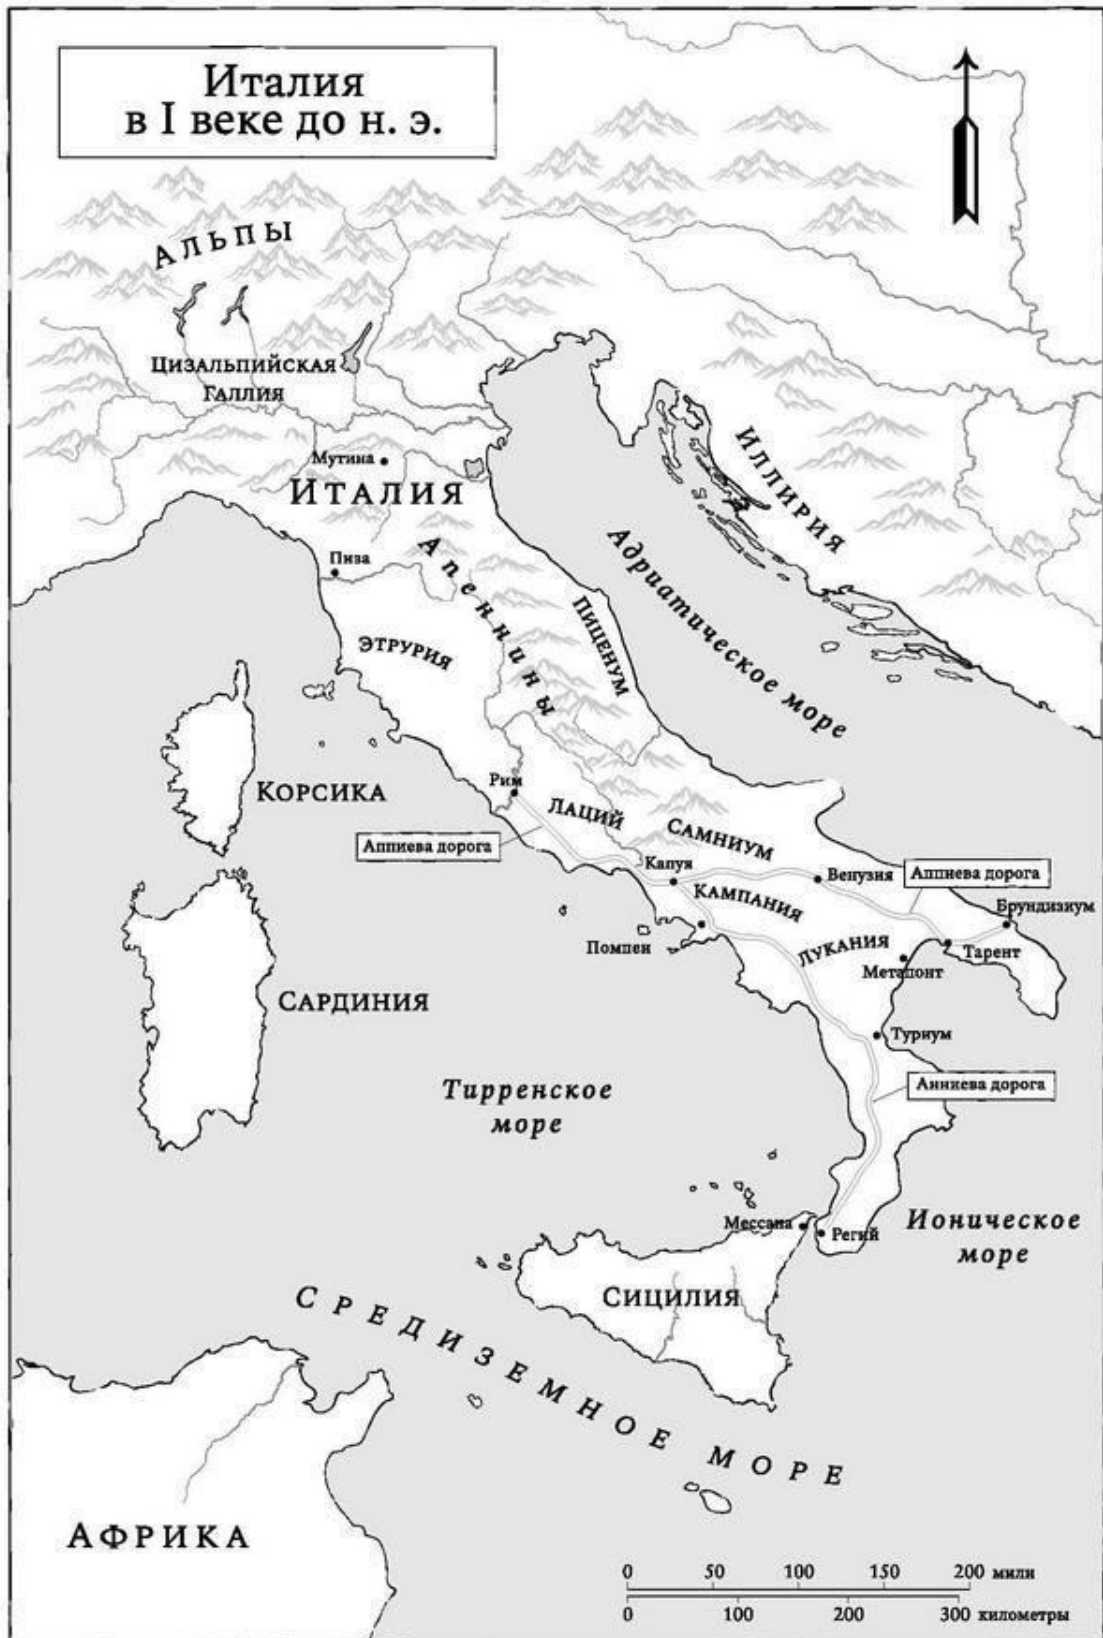 Италия
в I веке до н. э.
АЛЬПЫ
ЦИЗАЛЬПИЙСКАЯ
ГАЛЛИЯ
Мутина
ИТАЛИЯ
ИЛЛИРИЯ
Адриатическое море
Апеннины
Пиза
ПИЦЕНУМ
ЭТРУРИЯ
КОРСИКА
Рим
ЛАЦИЙ
САМНИУМ
Аппиева дорога
Капуя
Венузия
Аппиева дорога
КАМПАНИЯ
Брундизиум
Помпеи
ЛУКАНИЯ
Тарент
Метапонт
САРДИНИЯ
Туриум
Тирренское
море
Анниева дорога
Мессана
Регий
Ионическое
море
СИЦИЛИЯ
СРЕДИЗЕМНОЕ МОРЕ
АФРИКА
0 50 100 150 200 мили
0 100 200 300 километры